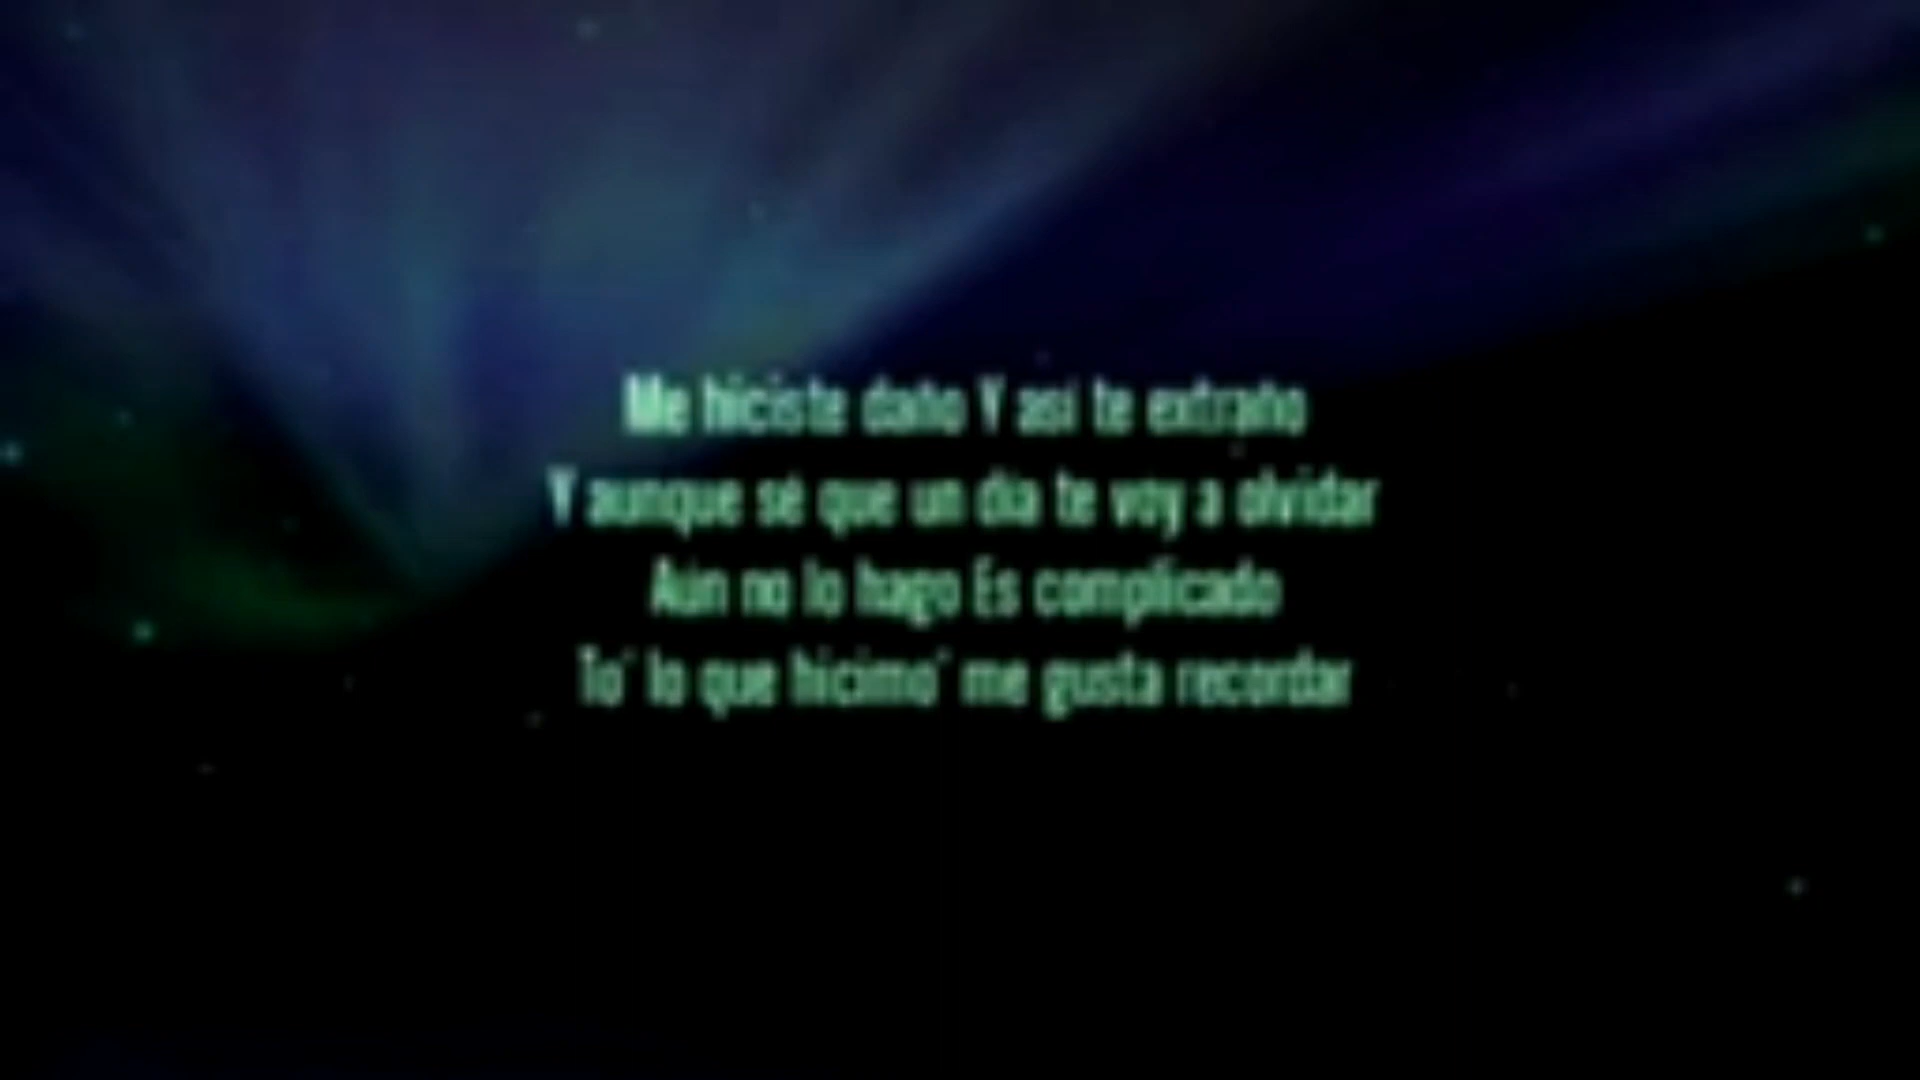 Me hiciste daño Y así te extraño
Y aunque sé que un día te voy a olvidar
Aún no lo hago Es complicado
To' lo que hicimo' me gusta recordar